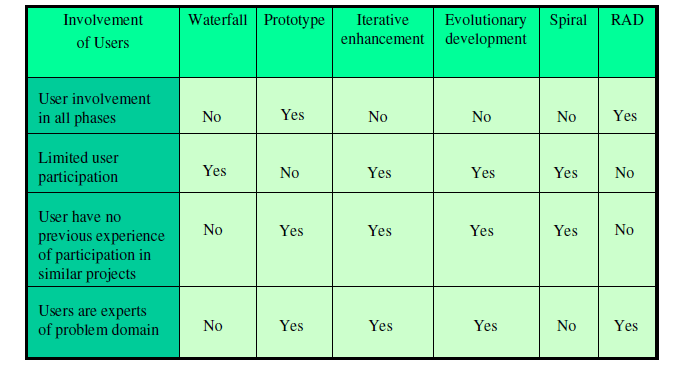 Involvement of Users Waterfall Prototype Iterative enhancement Evolutionary development Spiral RAD
User involvement in all phases No Yes No No No Yes
Limited user participation Yes No Yes Yes Yes No
User have no previous experience of participation in similar projects No Yes Yes Yes Yes No
Users are experts of problem domain No Yes Yes Yes No Yes